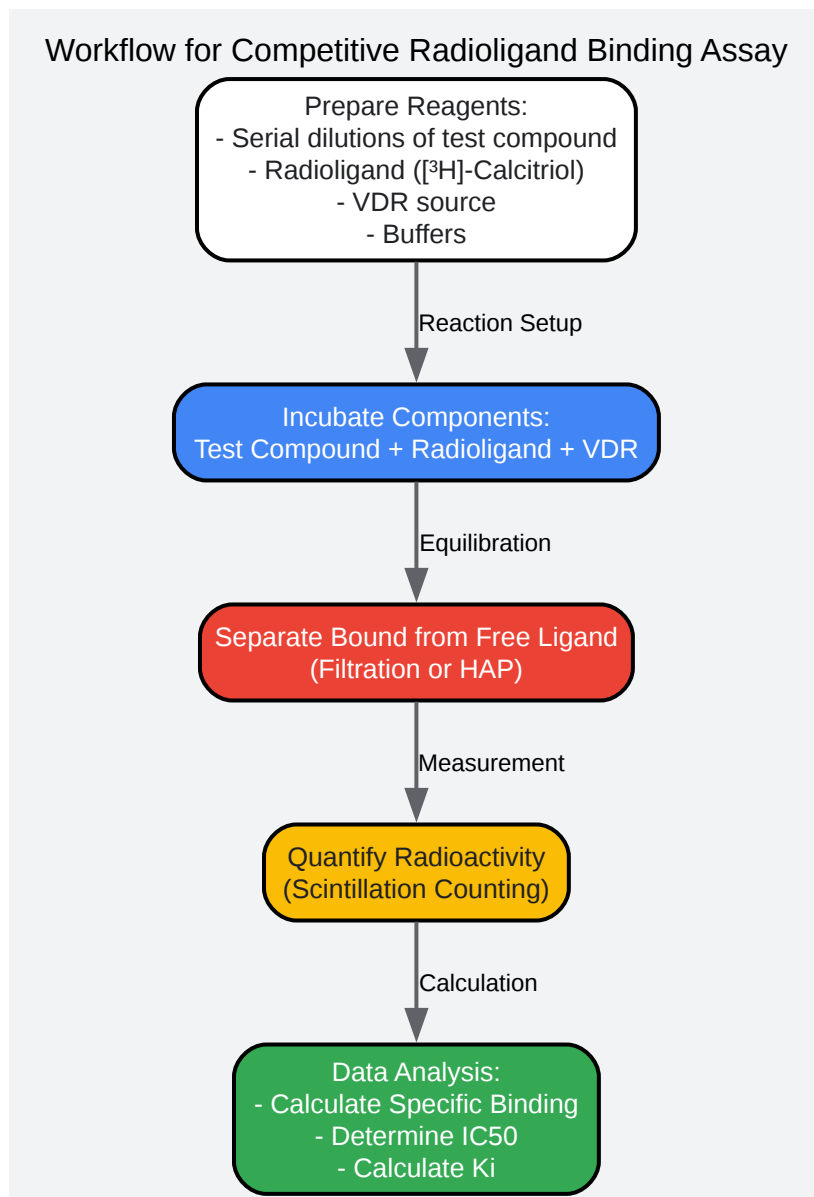 Workflow for Competitive Radioligand Binding Assay
Prepare Reagents:
- Serial dilutions of test compound
- Radioligand ([³H]-Calcitriol)
- VDR source
- Buffers
Reaction Setup
Incubate Components:
Test Compound + Radioligand + VDR
Equilibration
Separate Bound from Free Ligand
(Filtration or HAP)
Measurement
Quantify Radioactivity
(Scintillation Counting)
Calculation
Data Analysis:
- Calculate Specific Binding
- Determine IC50
- Calculate Ki